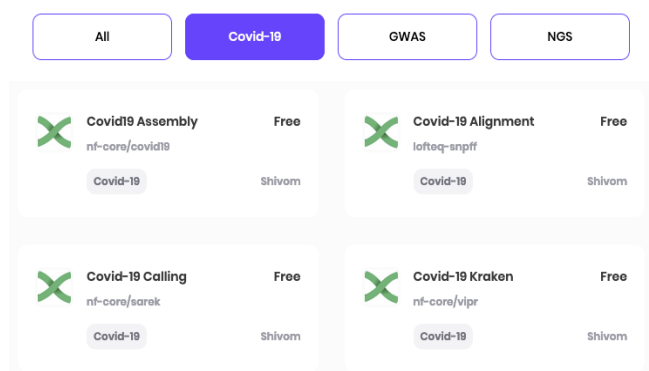 All
Covid-19
GWAS
NGS
Covid19 Assembly
Free
nf-core/covid19
Covid-19
Shivom
Covid-19 Alignment
Free
lofteq-snpff
Covid-19
Shivom
Covid-19 Calling
Free
nf-core/sarek
Covid-19
Shivom
Covid-19 Kraken
Free
nf-core/vipr
Covid-19
Shivom